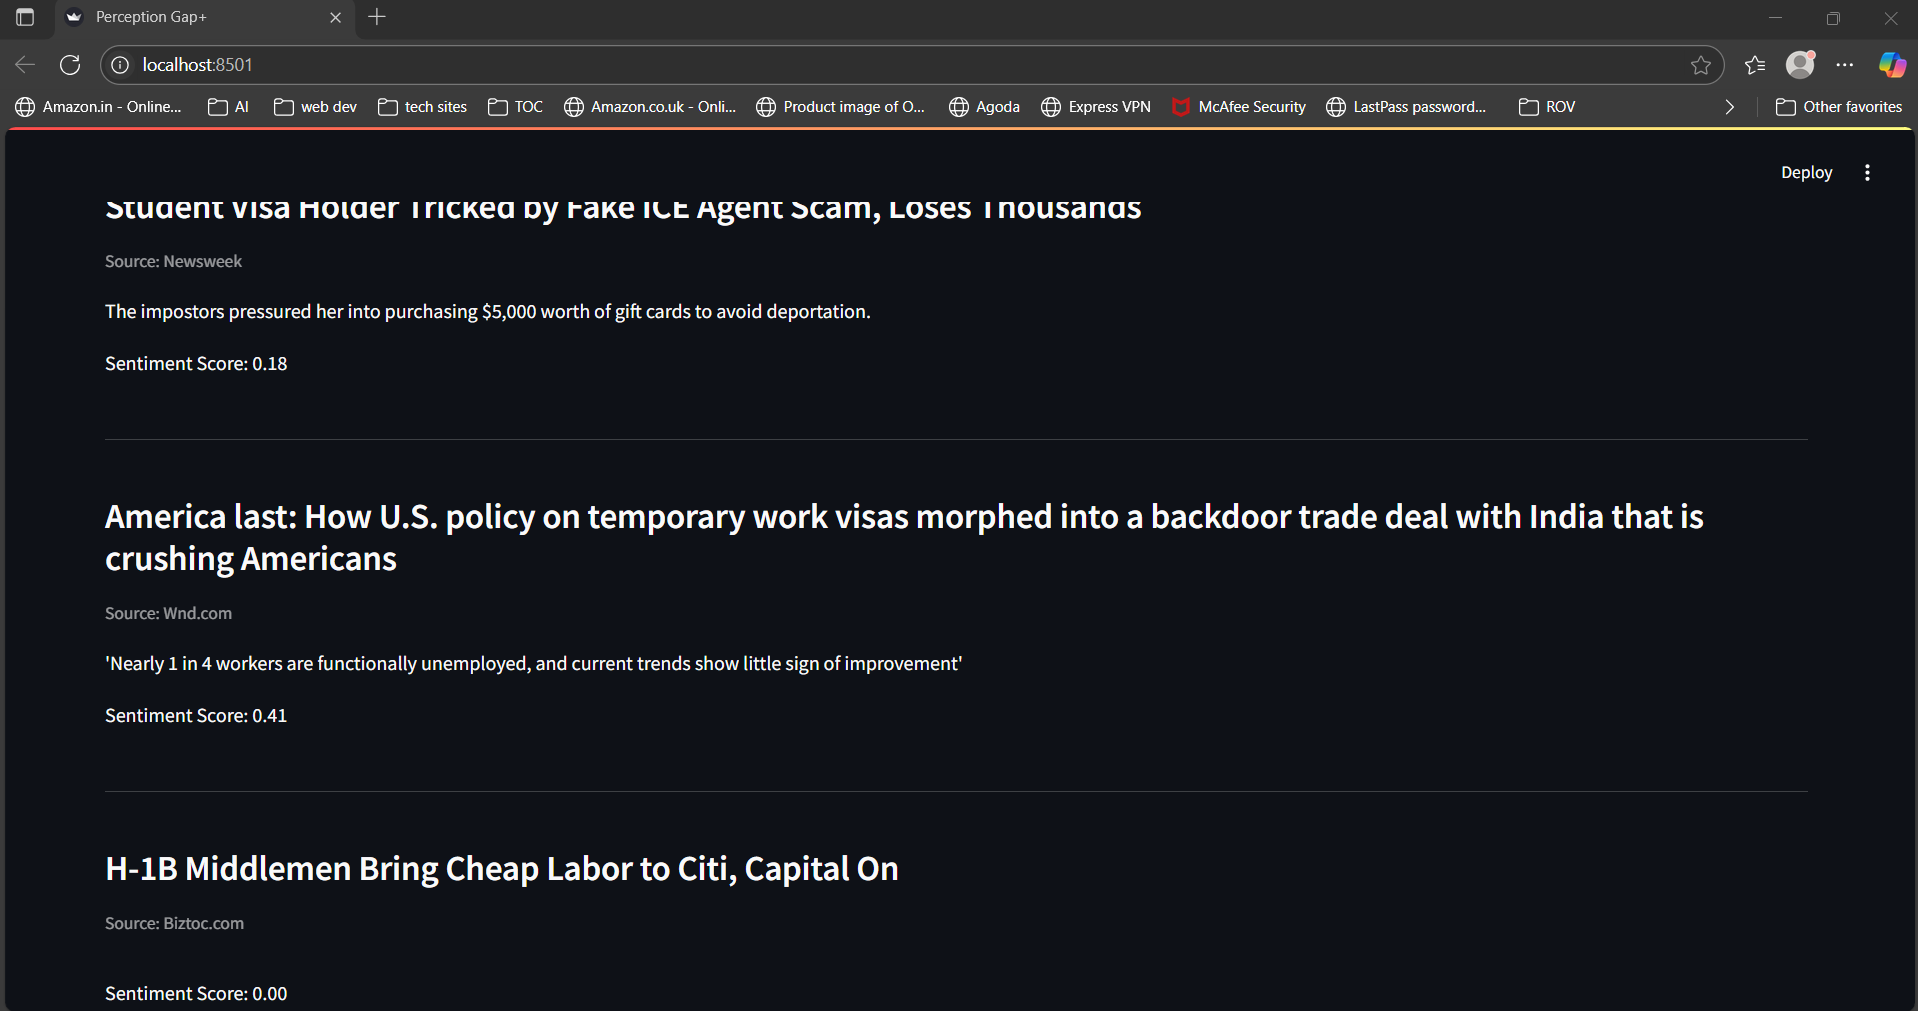 Perception Gap+
localhost:8501
Amazon.in - Online...
AI
web dev
tech sites
TOC
Amazon.co.uk - Onli...
Product image of O...
Agoda
Express VPN
McAfee Security
LastPass password...
ROV
Other favorites
Deploy
Student Visa Holder Tricked by Fake ICE Agent Scam, Loses Thousands
Source: Newsweek
The impostors pressured her into purchasing $5,000 worth of gift cards to avoid deportation.
Sentiment Score: 0.18
America last: How U.S. policy on temporary work visas morphed into a backdoor trade deal with India that is
crushing Americans
Source: Wnd.com
'Nearly 1 in 4 workers are functionally unemployed, and current trends show little sign of improvement'
Sentiment Score: 0.41
H-1B Middlemen Bring Cheap Labor to Citi, Capital On
Source: Biztoc.com
Sentiment Score: 0.00